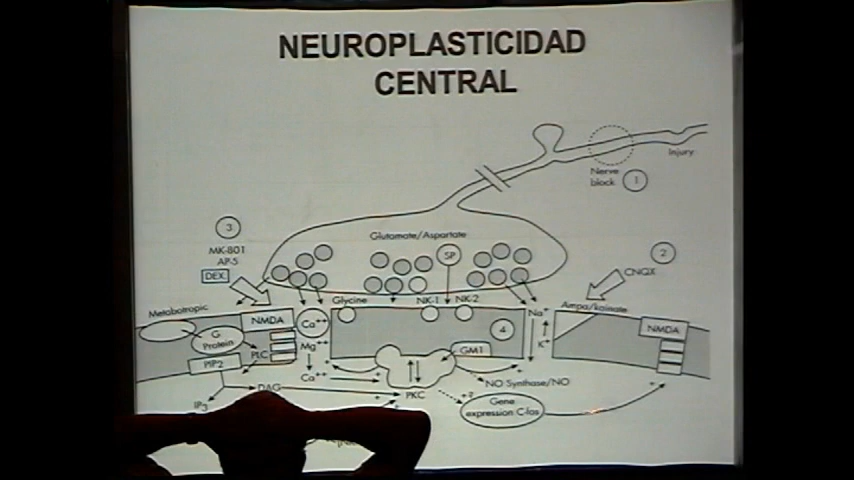 NEUROPLASTICIDAD
CENTRAL
Injury
Nerve
block
1
3
MK-801
AP-5
DEX
Glutamate/Aspartate
SP
2
CNQX
Metabotropic
Glycine
NK-1
NK-2
Na+
Ampa/kainate
NMDA
Ca++
4
NMDA
G
Protein
Mg++
K+
PLC
GM1
PIP2
Ca++
DAG
PKC
NO Synthase/NO
IP3
Gene
expression C-fos